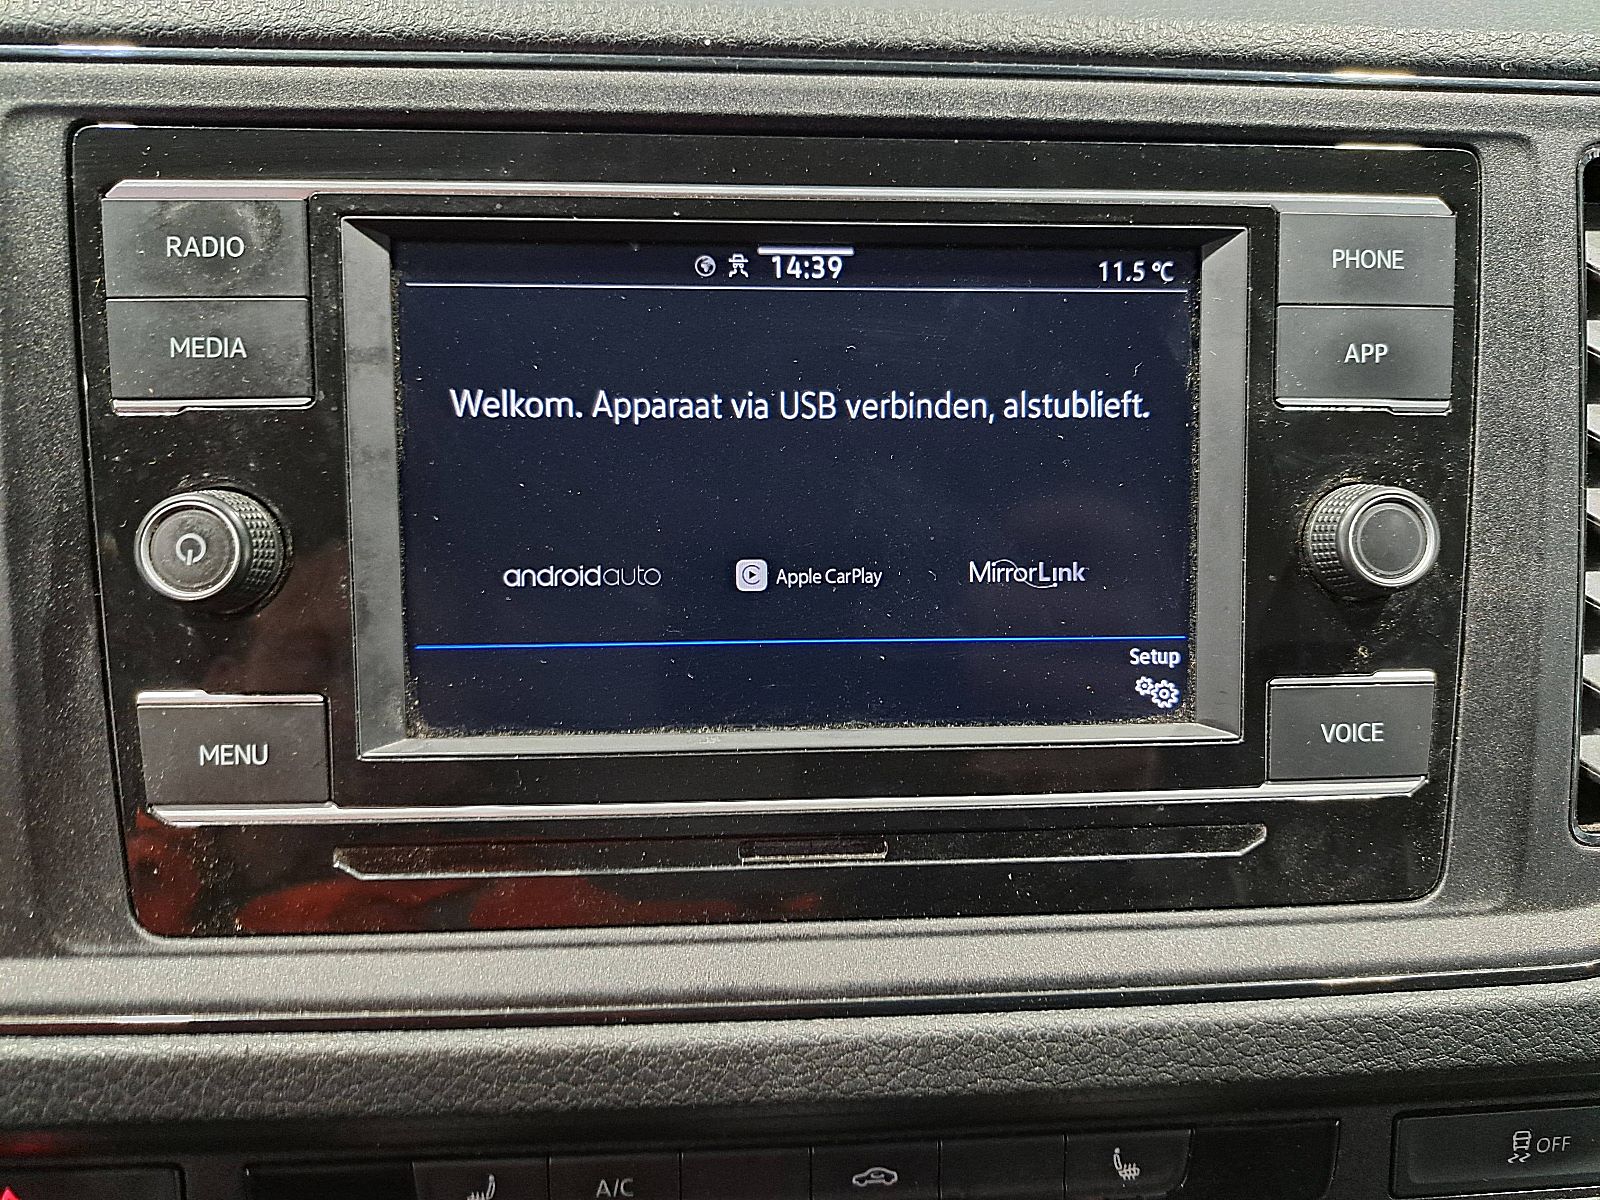 RADIO
MEDIA
MENU
14:39
11.5 ºC
Welkom. Apparaat via USB verbinden, alstublieft.
androidauto
Apple CarPlay
MirrorLink
Setup
PHONE
APP
VOICE
A/C
OFF